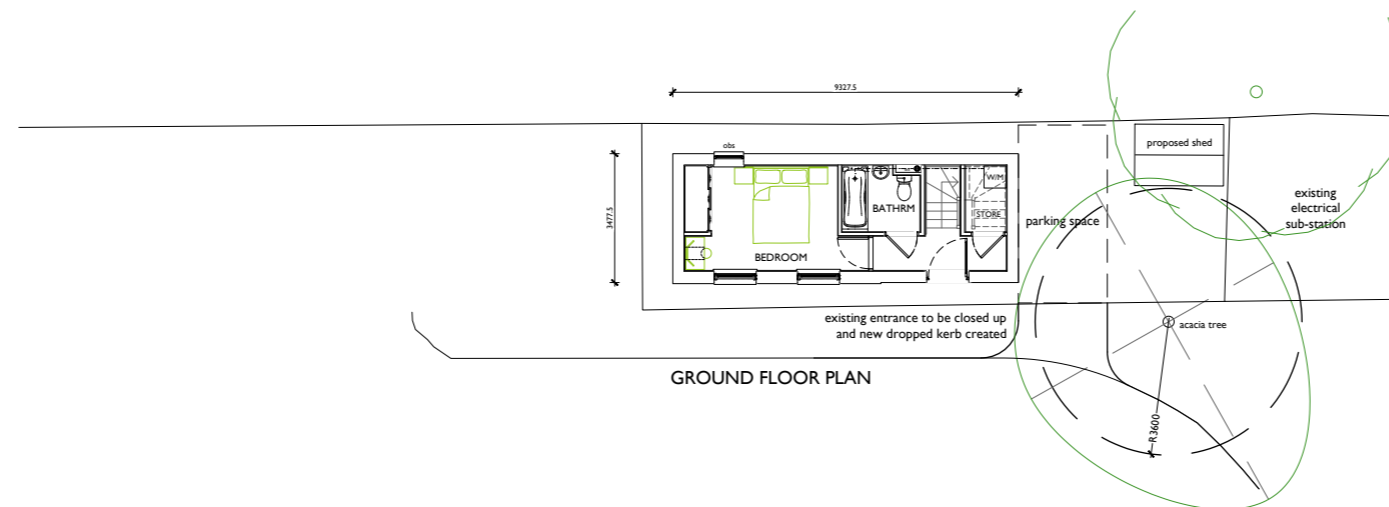 9327.5
obs
proposed shed
W/M
existing
electrical
sub-station
3477.5
BATHRM
STORE
parking space
BEDROOM
existing entrance to be closed up
and new dropped kerb created
acacia tree
GROUND FLOOR PLAN
R3600